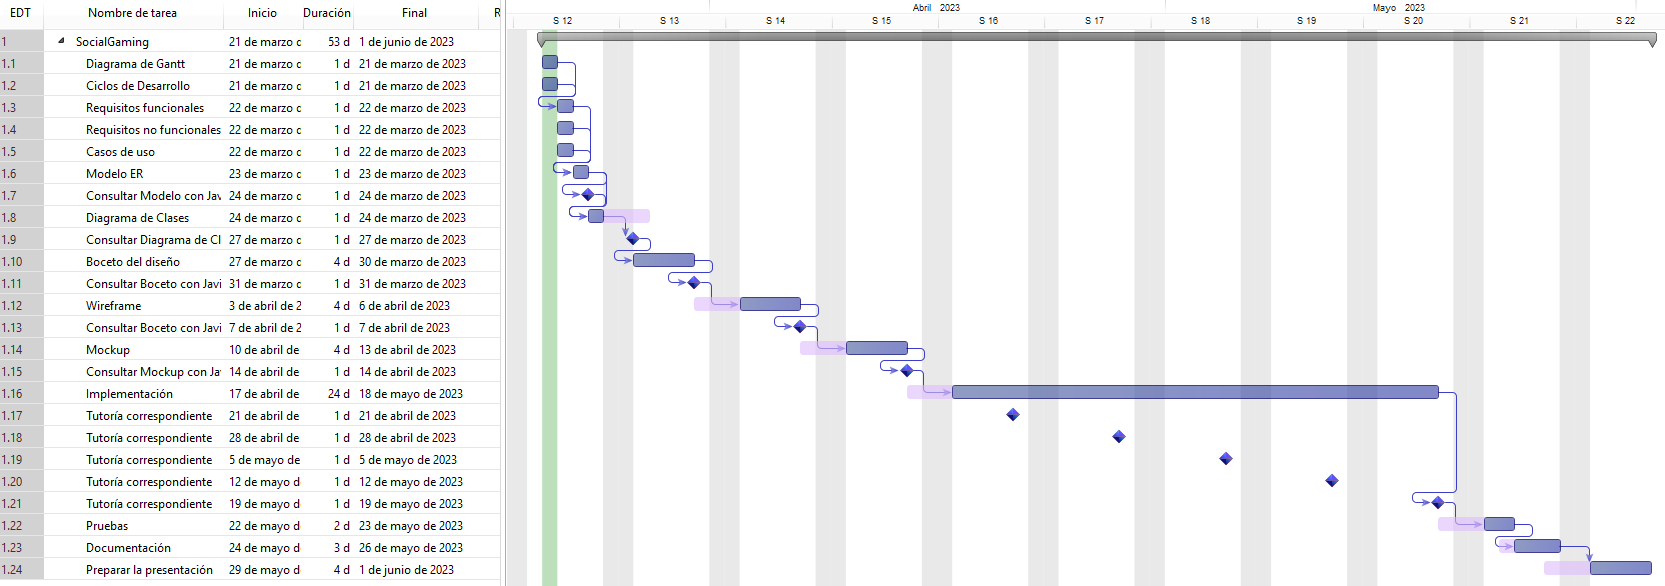 EDT Nombre de tarea Inicio Duración Final R
Abril 2023 Mayo 2023
S 12 S 13 S 14 S 15 S 16 S 17 S 18 S 19 S 20 S 21 S 22
1 SocialGaming 21 de marzo d 53 d 1 de junio de 2023
1.1 Diagrama de Gantt 21 de marzo d 1 d 21 de marzo de 2023
1.2 Ciclos de Desarrollo 21 de marzo d 1 d 21 de marzo de 2023
1.3 Requisitos funcionales 22 de marzo d 1 d 22 de marzo de 2023
1.4 Requisitos no funcionales 22 de marzo d 1 d 22 de marzo de 2023
1.5 Casos de uso 22 de marzo d 1 d 22 de marzo de 2023
1.6 Modelo ER 23 de marzo d 1 d 23 de marzo de 2023
1.7 Consultar Modelo con Jav 24 de marzo d 1 d 24 de marzo de 2023
1.8 Diagrama de Clases 24 de marzo d 1 d 24 de marzo de 2023
1.9 Consultar Diagrama de Cl 27 de marzo d 1 d 27 de marzo de 2023
1.10 Boceto del diseño 27 de marzo d 4 d 30 de marzo de 2023
1.11 Consultar Boceto con Javi 31 de marzo d 1 d 31 de marzo de 2023
1.12 Wireframe 3 de abril de 2 4 d 6 de abril de 2023
1.13 Consultar Boceto con Javi 7 de abril de 2 1 d 7 de abril de 2023
1.14 Mockup 10 de abril de 4 d 13 de abril de 2023
1.15 Consultar Mockup con Ja 14 de abril de 1 d 14 de abril de 2023
1.16 Implementación 17 de abril de 24 d 18 de mayo de 2023
1.17 Tutoría correspondiente 21 de abril de 1 d 21 de abril de 2023
1.18 Tutoría correspondiente 28 de abril de 1 d 28 de abril de 2023
1.19 Tutoría correspondiente 5 de mayo de 1 d 5 de mayo de 2023
1.20 Tutoría correspondiente 12 de mayo d 1 d 12 de mayo de 2023
1.21 Tutoría correspondiente 19 de mayo d 1 d 19 de mayo de 2023
1.22 Pruebas 22 de mayo d 2 d 23 de mayo de 2023
1.23 Documentación 24 de mayo d 3 d 26 de mayo de 2023
1.24 Preparar la presentación 29 de mayo d 4 d 1 de junio de 2023